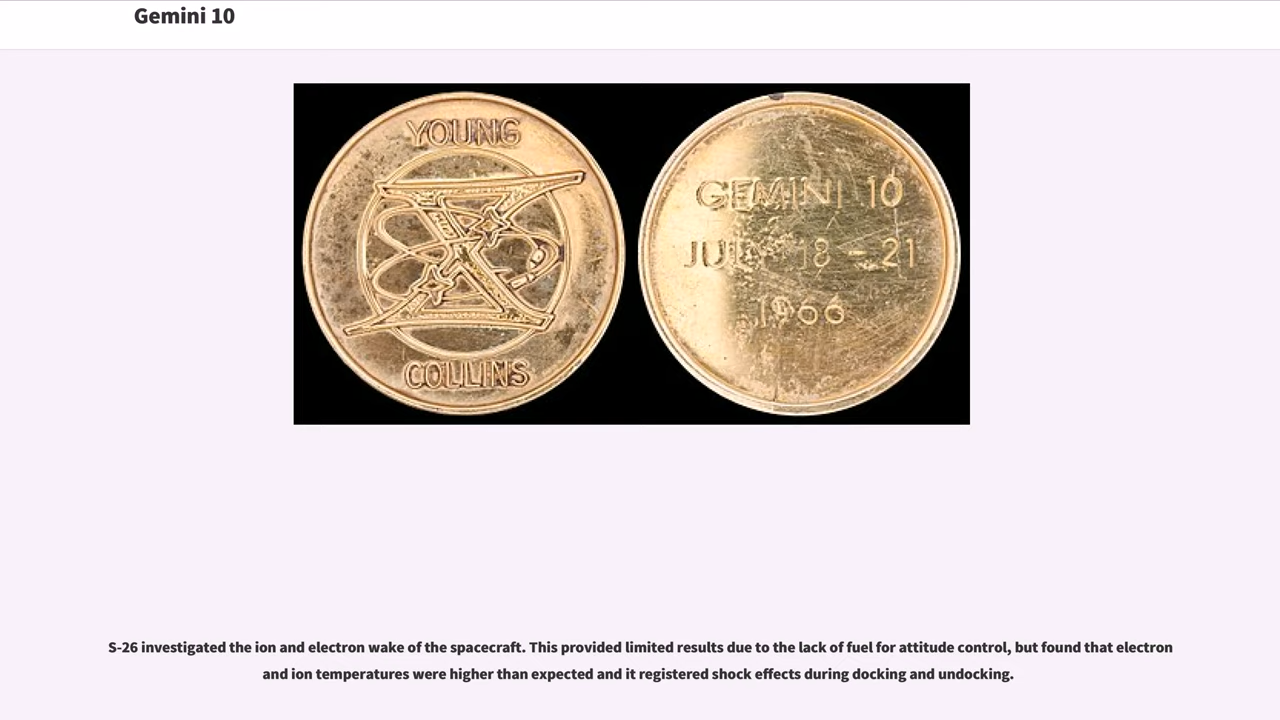 Gemini 10
YOUNG
COLLINS
GEMINI 10
JULY 18 - 21
1966
S-26 investigated the ion and electron wake of the spacecraft. This provided limited results due to the lack of fuel for attitude control, but found that electron
and ion temperatures were higher than expected and it registered shock effects during docking and undocking.